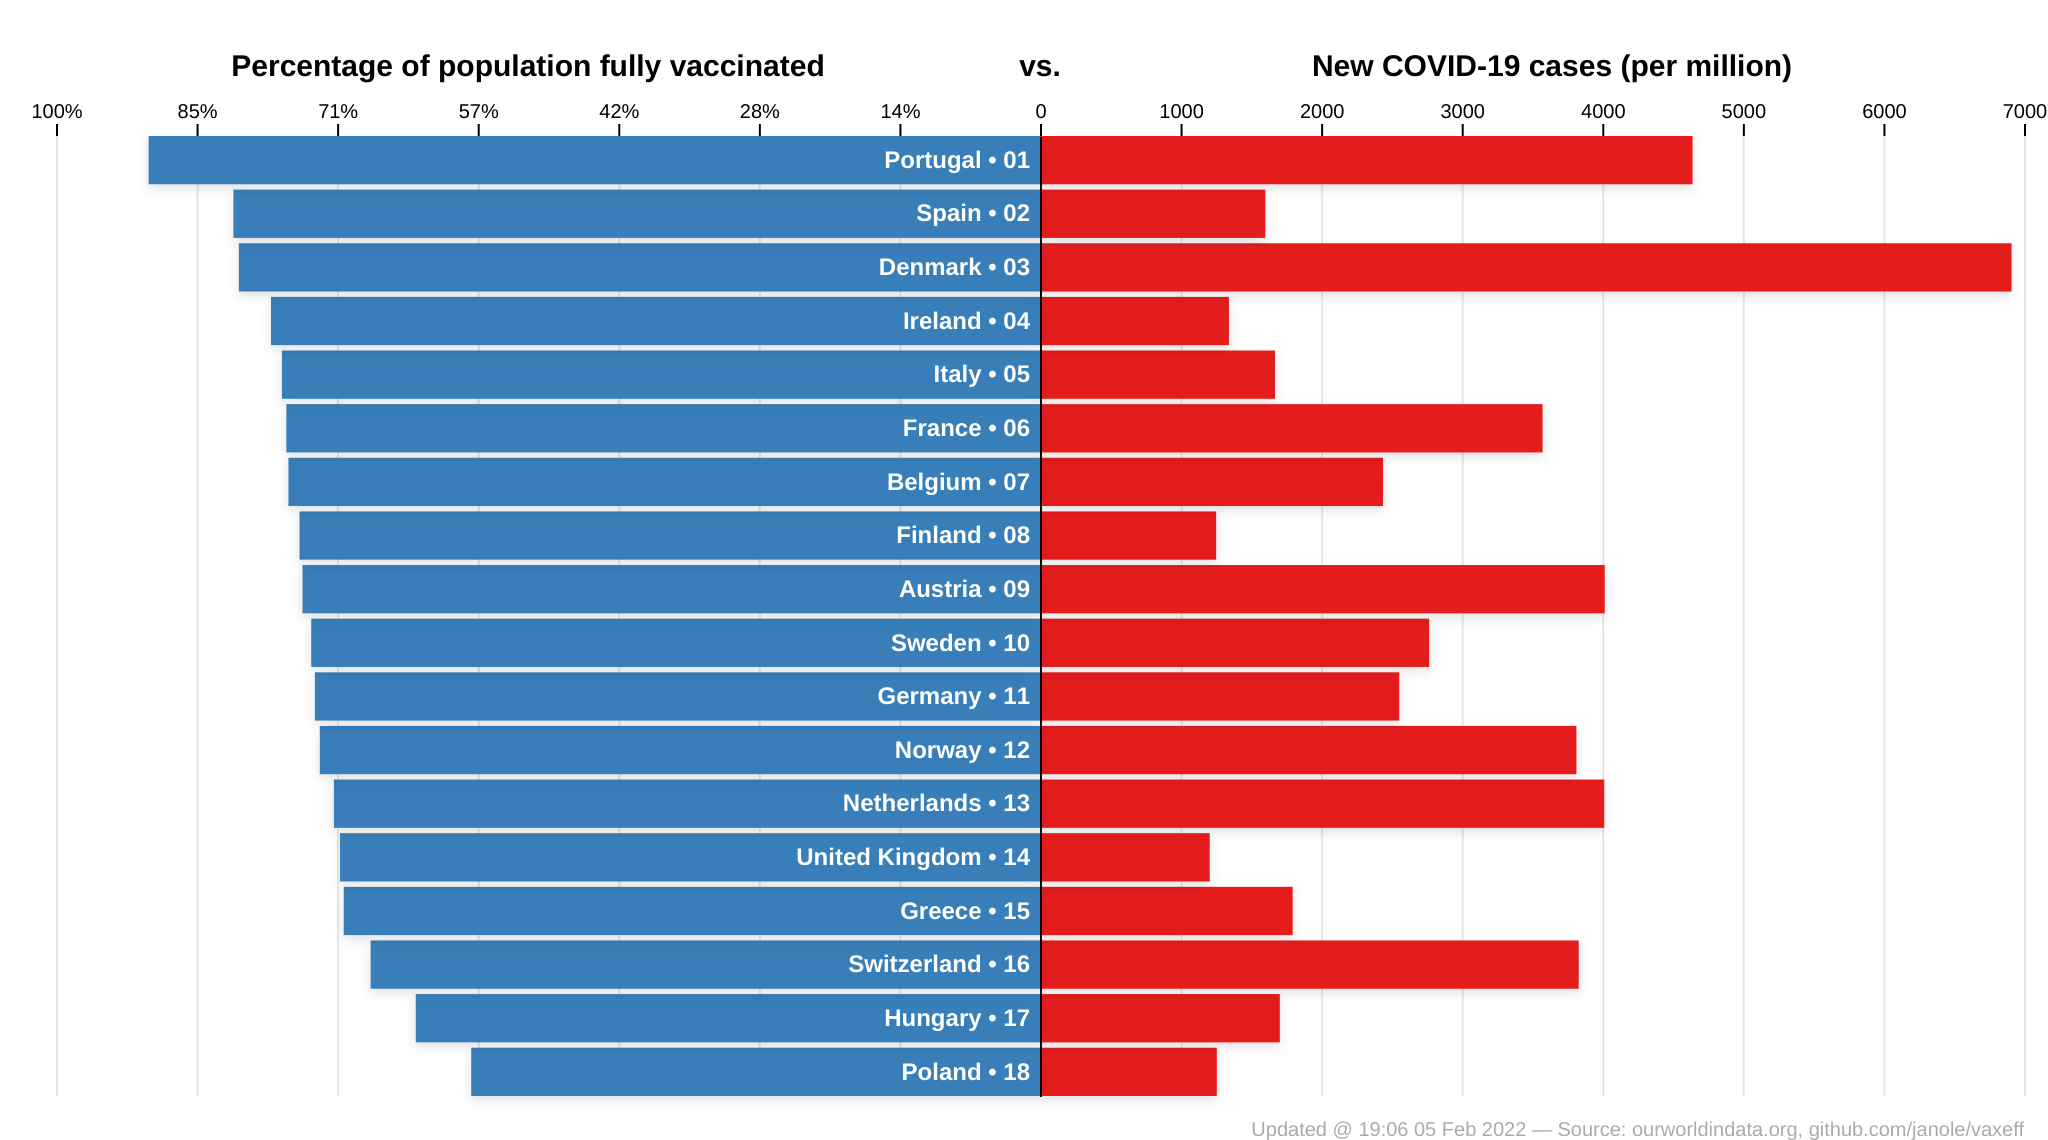 Percentage of population fully vaccinated vs. New COVID-19 cases (per million)
100% 85% 71% 57% 42% 28% 14% 0 1000 2000 3000 4000 5000 6000 7000
Portugal • 01
Spain • 02
Denmark • 03
Ireland • 04
Italy • 05
France • 06
Belgium • 07
Finland • 08
Austria • 09
Sweden • 10
Germany • 11
Norway • 12
Netherlands • 13
United Kingdom • 14
Greece • 15
Switzerland • 16
Hungary • 17
Poland • 18
Updated @ 19:06 05 Feb 2022 — Source: ourworldindata.org, github.com/janole/vaxeff